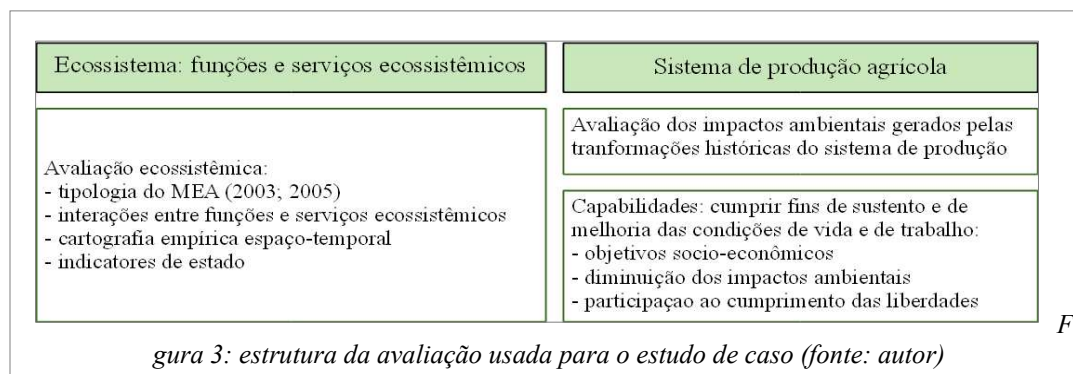 Ecossistema: funções e serviços ecossistêmicos
Avaliação ecossistêmica:
- tipologia do MEA (2003; 2005)
- interações entre funções e serviços ecossistêmicos
- cartografia empírica espaço-temporal
- indicadores de estado
Sistema de produção agrícola
Avaliação dos impactos ambientais gerados pelas
tranformações históricas do sistema de produção
Capabilidades: cumprir fins de sustento e de
melhoria das condições de vida e de trabalho:
- objetivos socio-econômicos
- diminuição dos impactos ambientais
- participaçao ao cumprimento das liberdades
F
gura 3: estrutura da avaliação usada para o estudo de caso (fonte: autor)